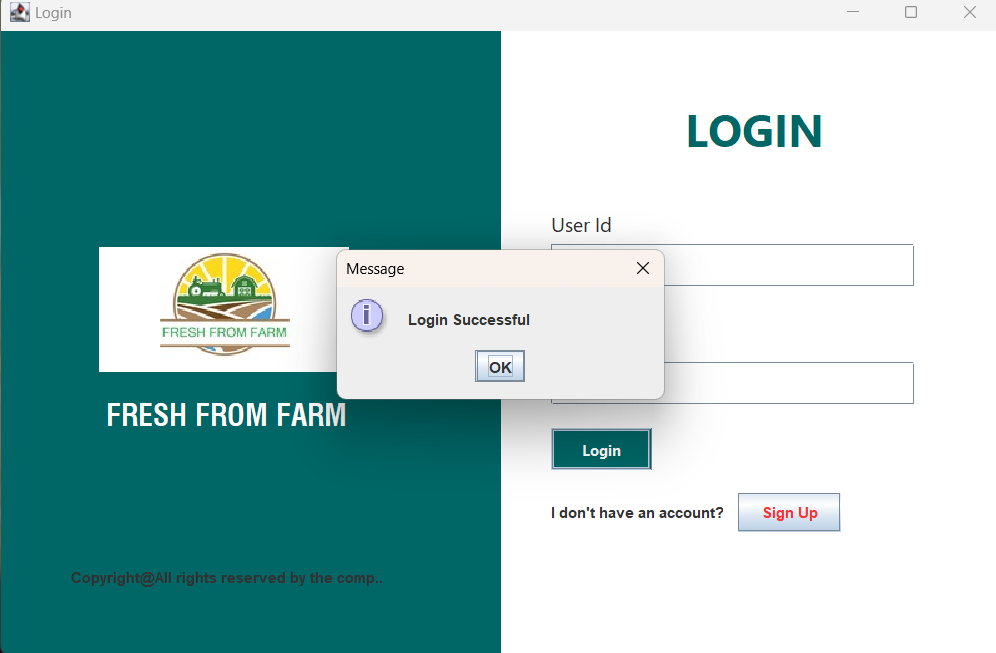 Login
LOGIN
User Id
Message
Login Successful
OK
FRESH FROM FARM
FRESH FROM FARM
Login
I don't have an account?
Sign Up
Copyright@All rights reserved by the comp..